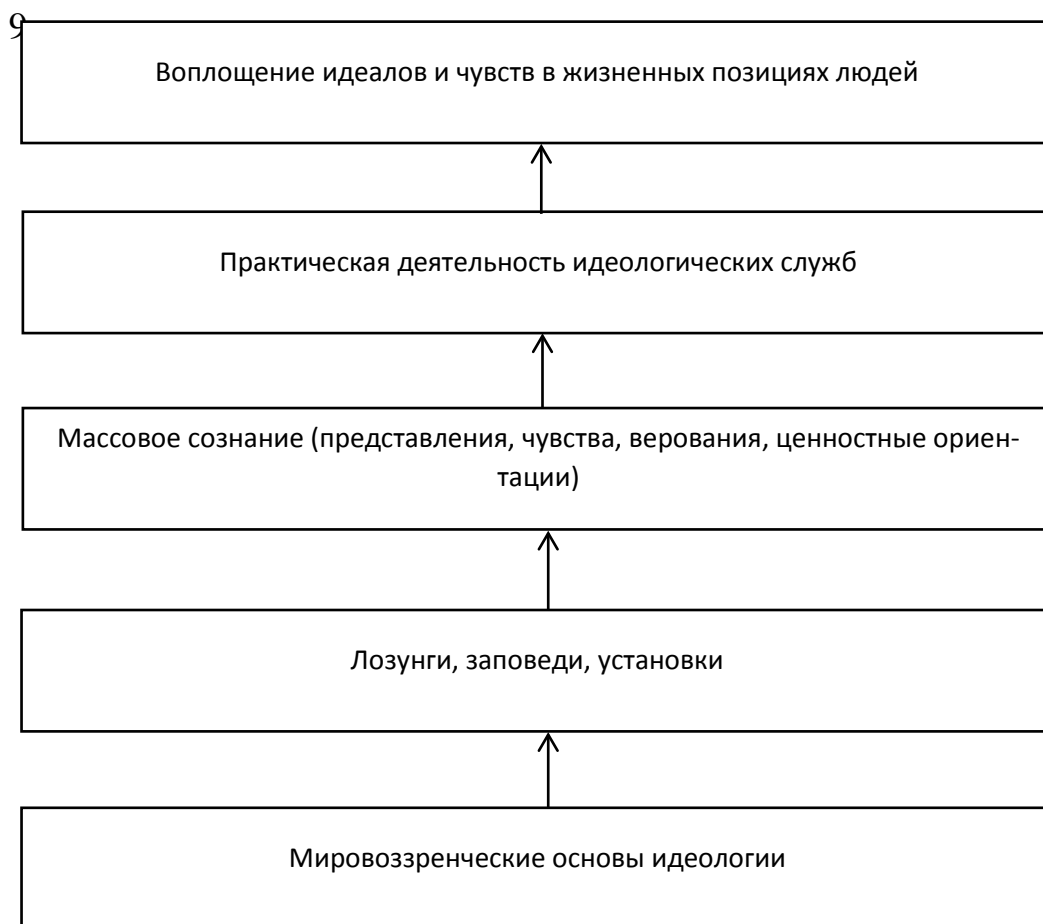 9
Воплощение идеалов и чувств в жизненных позициях людей
Практическая деятельность идеологических служб
Массовое сознание (представления, чувства, верования, ценностные ориен-
тации)
Лозунги, заповеди, установки
Мировоззренческие основы идеологии